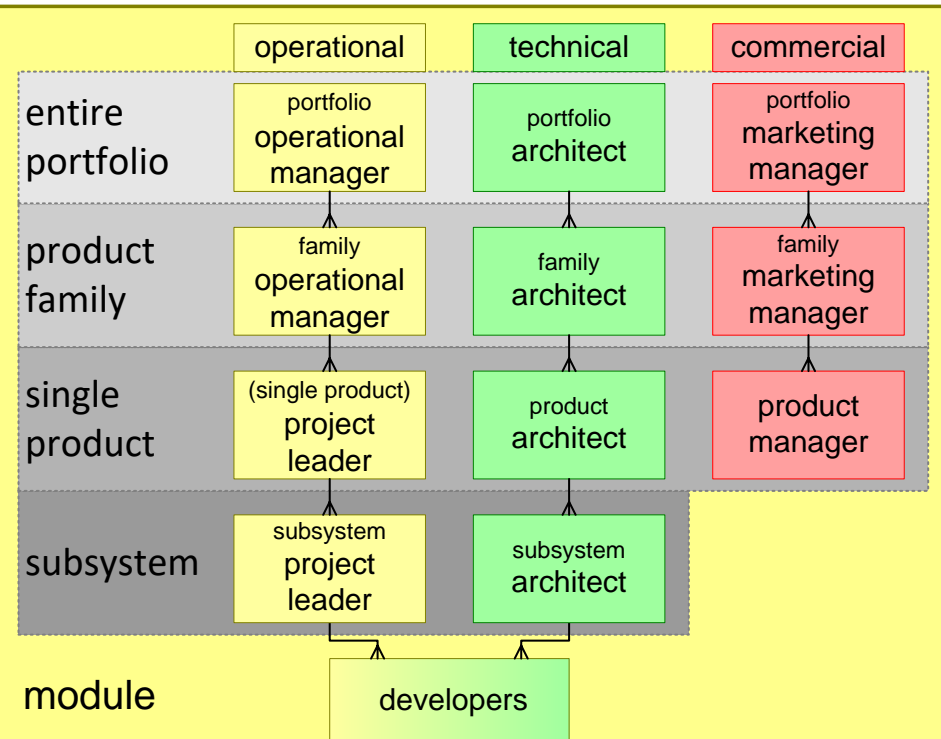 operational
technical
commercial
entire
portfolio
portfolio
operational
manager
portfolio
architect
portfolio
marketing
manager
product
family
family
operational
manager
family
architect
family
marketing
manager
single
product
(single product)
project
leader
product
architect
product
manager
subsystem
subsystem
project
leader
subsystem
architect
module
developers